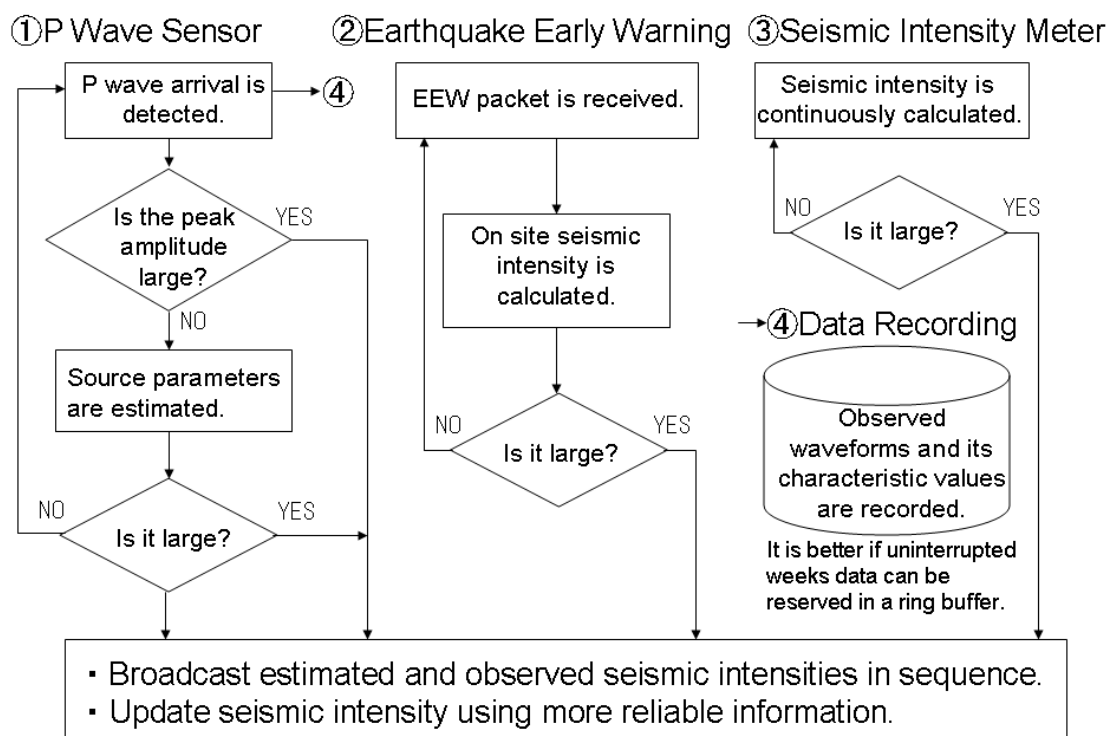 ①P Wave Sensor
P wave arrival is
detected.
④
Is the peak
amplitude
large?
YES
NO
Source parameters
are estimated.
NO
YES
Is it large?
②Earthquake Early Warning
EEW packet is received.
On site seismic
intensity is
calculated.
NO
YES
Is it large?
③Seismic Intensity Meter
Seismic intensity is
continuously calculated.
NO
YES
Is it large?
④Data Recording
Observed
waveforms and its
characteristic values
are recorded.
It is better if uninterrupted
weeks data can be
reserved in a ring buffer.
・Broadcast estimated and observed seismic intensities in sequence.
・Update seismic intensity using more reliable information.